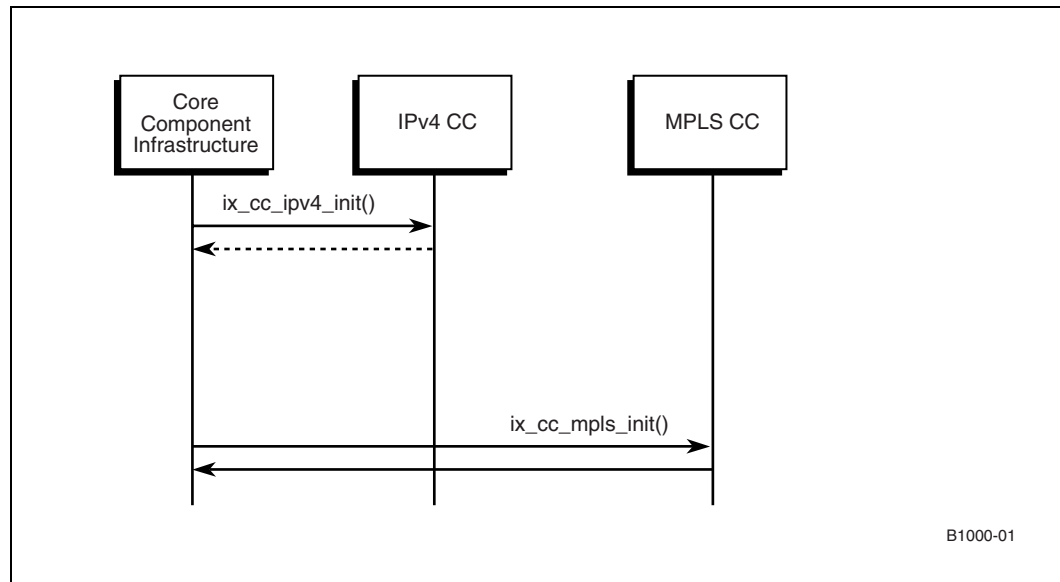 Core
Component
Infrastructure
IPv4 CC
MPLS CC
ix_cc_ipv4_init()
ix_cc_mpls_init()
B1000-01